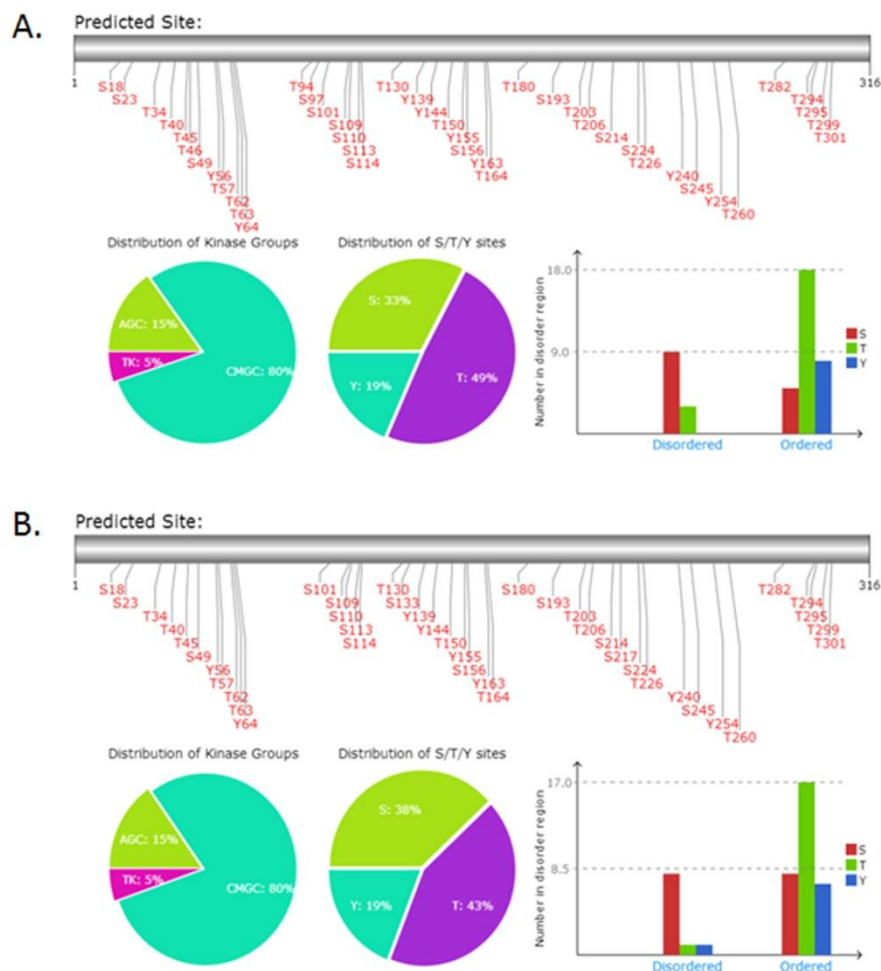 A.
Predicted Site:
1 316
S18 T94 T130 T180 T282
S23 S97 Y139 S193 T294
T34 S101 Y144 T203 T295
T40 S109 T150 T206 T299
T45 S110 Y155 S214 T301
T46 S113 S156 S224
S49 S114 Y163 T226
Y56 T164 Y240
T57 S245
T62 Y254
T63 T260
Y64
Distribution of Kinase Groups Distribution of S/T/Y sites
AGC: 15%
TK: 5%
CMGC: 80%
S: 33%
Y: 19%
T: 49%
Number in disorder region
18.0
9.0
S
T
Y
Disordered Ordered
B.
Predicted Site:
1 316
S18 S101 T130 S180 T282
S23 S109 S133 S193 T294
T34 S110 Y139 T203 T295
T40 S113 Y144 T206 T299
T45 S114 T150 S214 T301
S49 Y155 S217
Y56 S156 S224
T57 Y163 T226
T62 T164 Y240
T63 S245
Y64 Y254
T260
Distribution of Kinase Groups Distribution of S/T/Y sites
AGC: 15%
TK: 5%
CMGC: 80%
S: 38%
Y: 19%
T: 43%
Number in disorder region
17.0
8.5
S
T
Y
Disordered Ordered